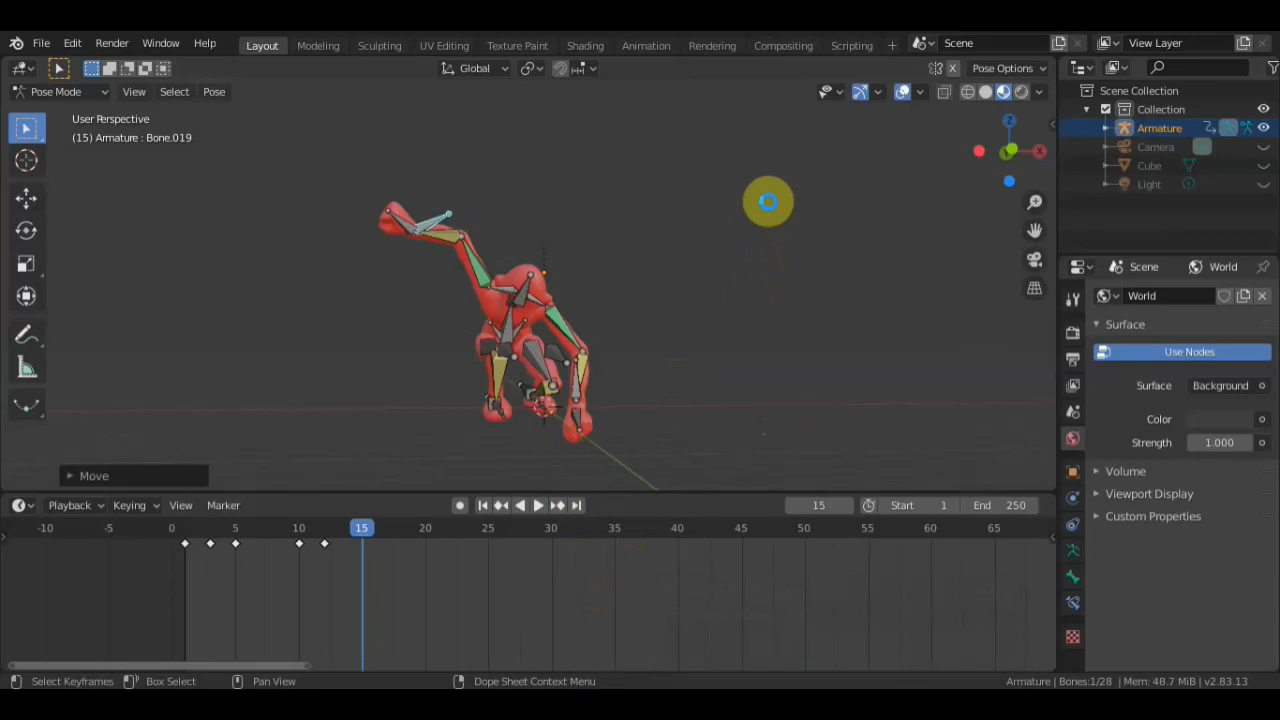 File Edit Render Window Help Layout Modeling Sculpting UV Editing Texture Paint Shading Animation Rendering Compositing Scripting + Scene View Layer
Global X Pose Options
Pose Mode View Select Pose
User Perspective
(15) Armature : Bone.019
Z
Scene Collection
Collection
Armature
Camera
Cube
Light
Scene World
World
Surface
Use Nodes
Surface Background
Color
Strength 1.000
Volume
Viewport Display
Custom Properties
Move
Playback Keying View Marker 15 Start 1 End 250
-10 -5 0 5 10 15 20 25 30 35 40 45 50 55 60 65
Select Keyframes Box Select Pan View Dope Sheet Context Menu Armature | Bones:1/28 | Mem: 48.7 MiB | v2.83.13